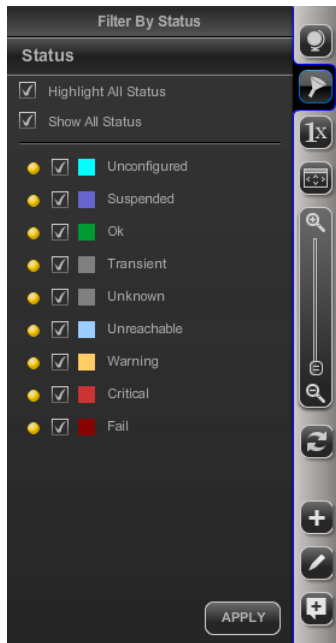 Filter By Status
Status
Highlight All Status
Show All Status
Unconfigured
Suspended
Ok
Transient
Unknown
Unreachable
Warning
Critical
Fail
APPLY
1x